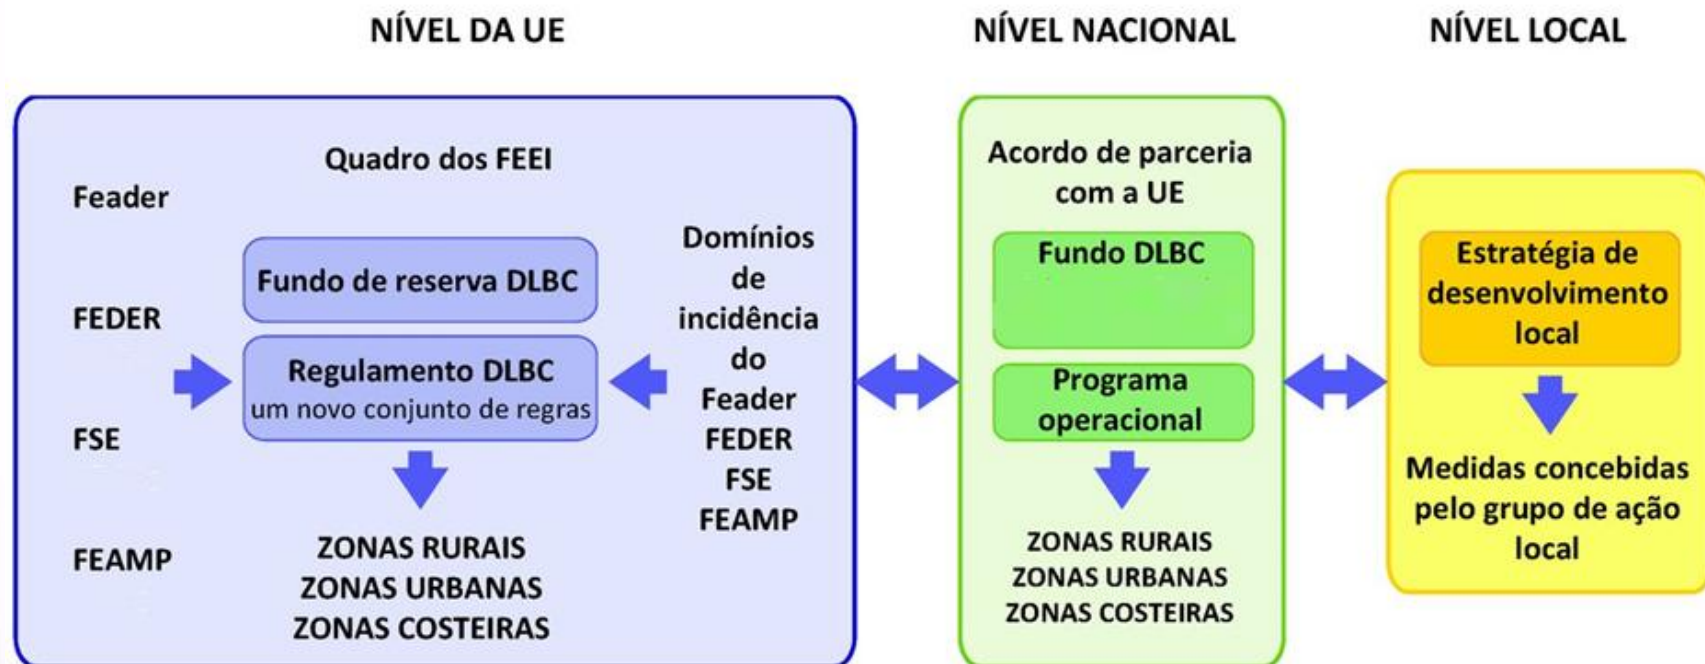 NÍVEL DA UE
NÍVEL NACIONAL
NÍVEL LOCAL
Quadro dos FEEI
Feader
FEDER
FSE
FEAMP
Fundo de reserva DLBC
Regulamento DLBC
um novo conjunto de regras
ZONAS RURAIS
ZONAS URBANAS
ZONAS COSTEIRAS
Domínios
de
incidência
do
Feader
FEDER
FSE
FEAMP
Acordo de parceria
com a UE
Fundo DLBC
Programa
operacional
ZONAS RURAIS
ZONAS URBANAS
ZONAS COSTEIRAS
Estratégia de
desenvolvimento
local
Medidas concebidas
pelo grupo de ação
local